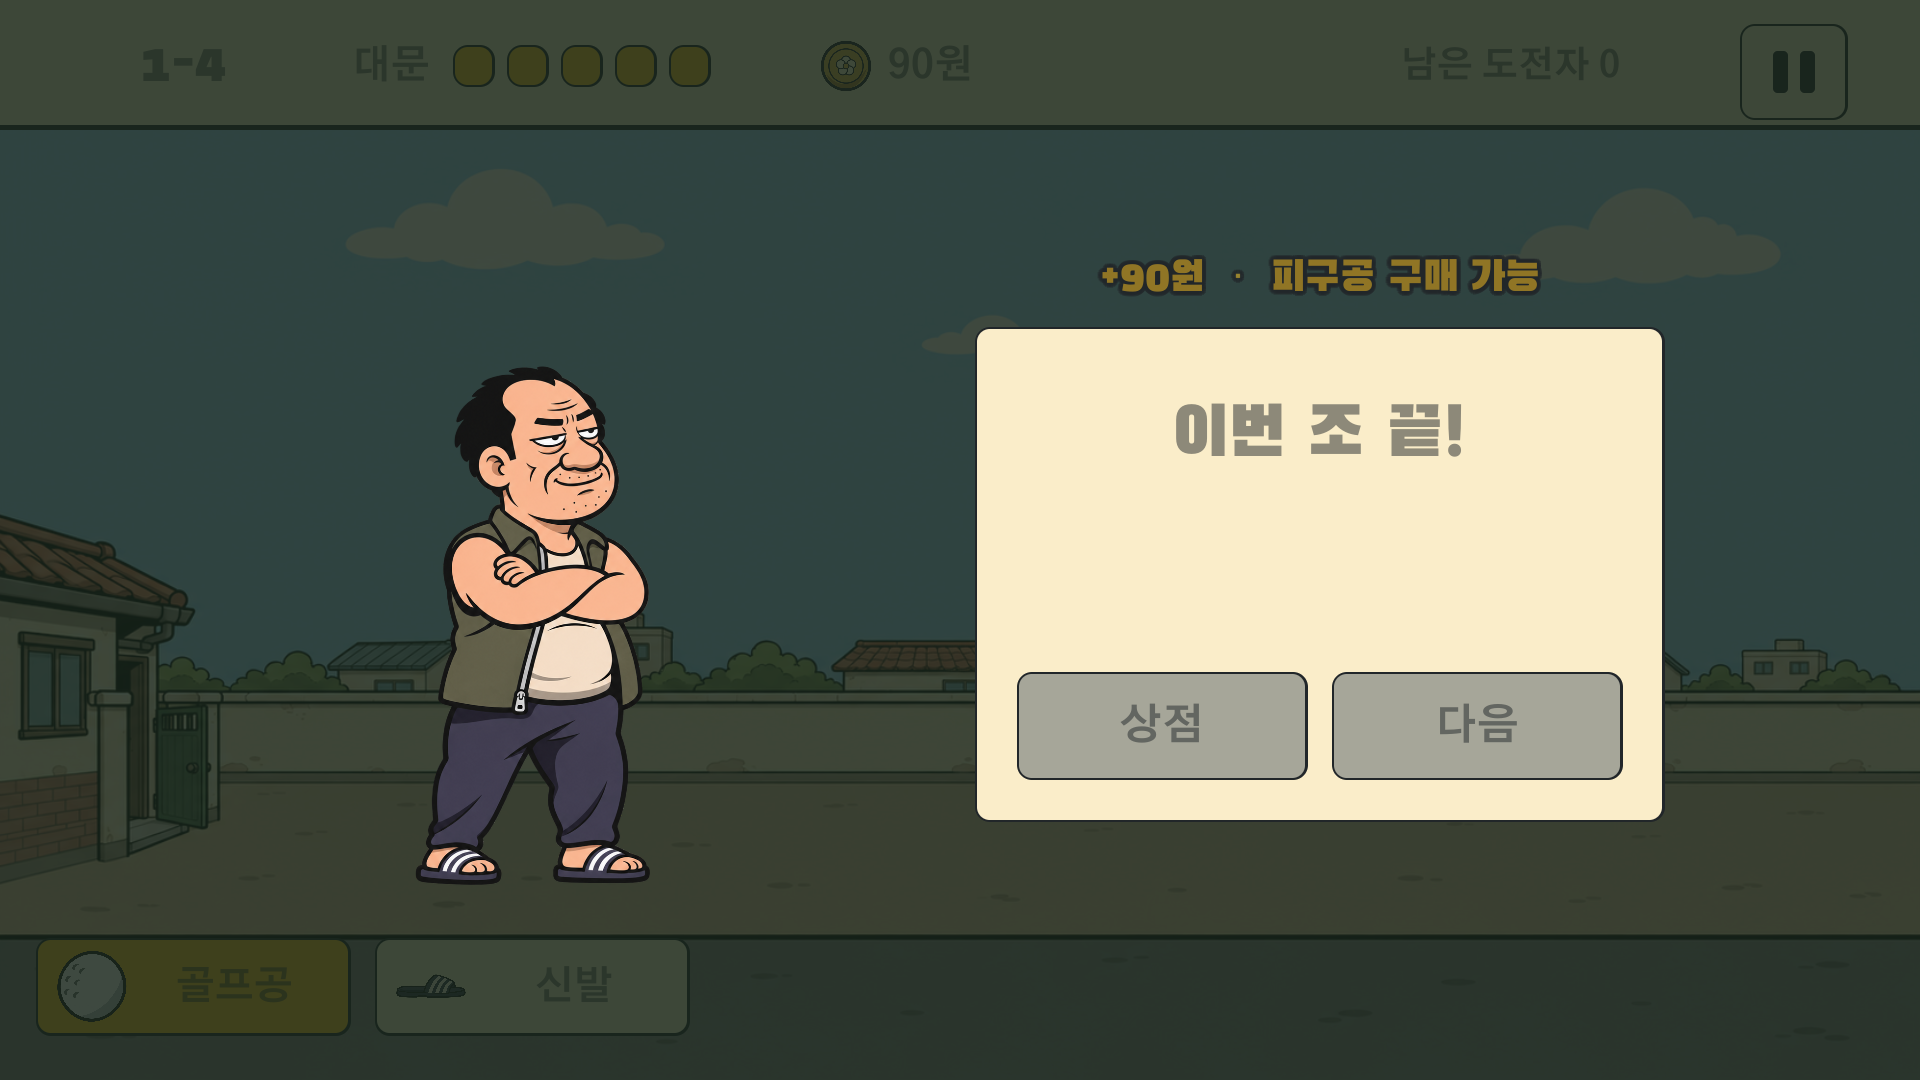 1-4
대문
90원
남은 도전자 0
+90원 · 피구공 구매 가능
이번 조 끝!
상점
다음
골프공
신발